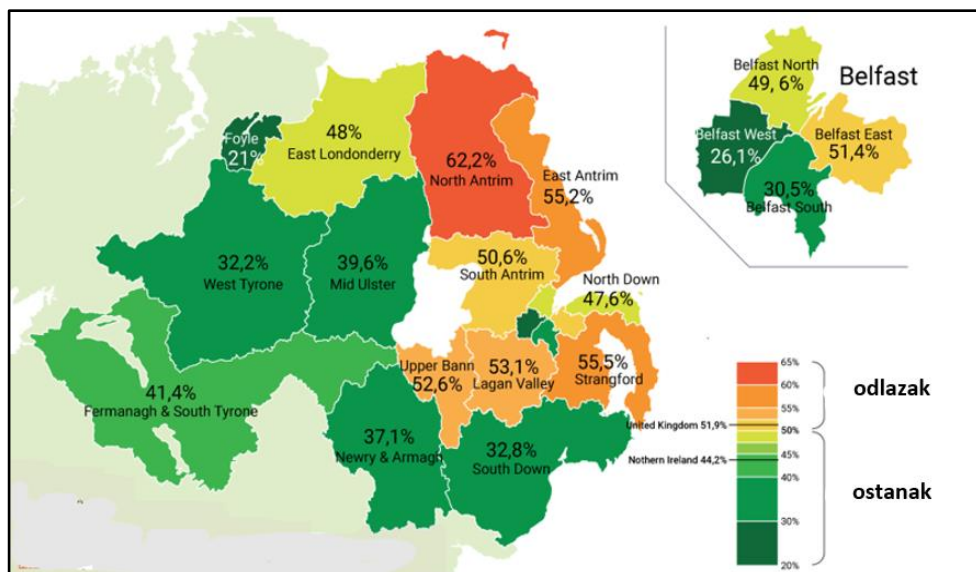 Foyle
21%
48%
East Londonderry
62,2%
North Antrim
East Antrim
55,2%
32,2%
West Tyrone
39,6%
Mid Ulster
50,6%
South Antrim
North Down
47,6%
41,4%
Fermanagh & South Tyrone
Upper Bann
52,6%
53,1%
Lagan Valley
55,5%
Strangford
37,1%
Newry & Armagh
32,8%
South Down
Belfast
Belfast North
49, 6%
Belfast West
26,1%
Belfast East
51,4%
30,5%
Belfast South
65%
60%
55%
United Kingdom 51,9%
50%
45%
Nothern Ireland 44,2%
40%
30%
20%
odlazak
ostanak